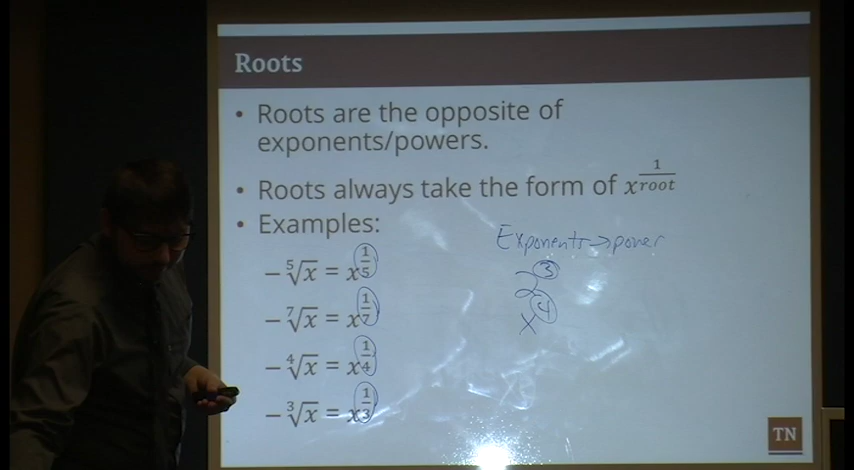 Roots
• Roots are the opposite of
exponents/powers.
• Roots always take the form of x^(1/root)
• Examples:
– ⁵√x = x^(1/5)
– ⁷√x = x^(1/7)
– ⁴√x = x^(1/4)
– ³√x = x^(1/3)
Exponents → power
2³
x⁴
TN